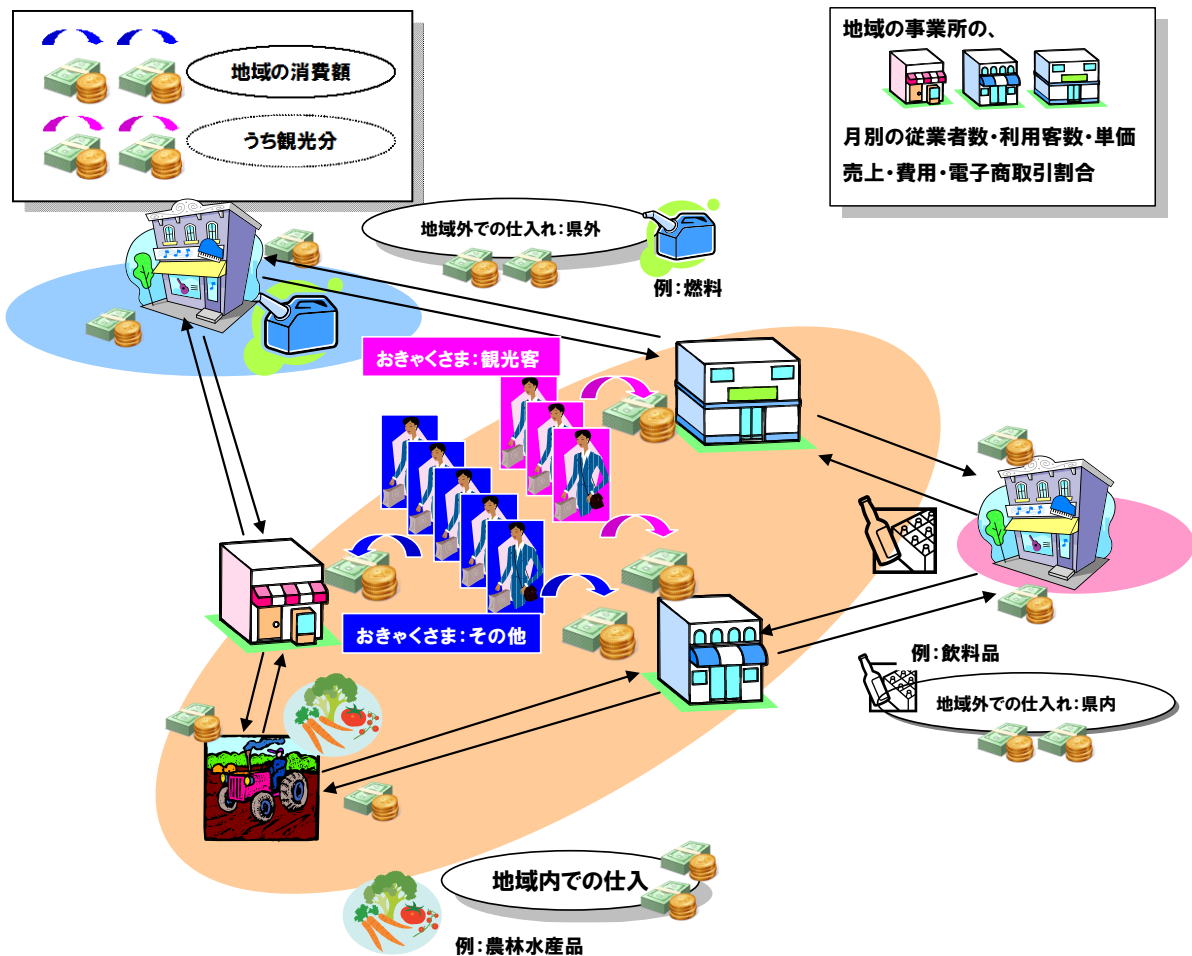 地域の消費額
うち観光分
地域の事業所の、
月別の従業者数・利用客数・単価
売上・費用・電子商取引割合
地域外での仕入れ：県外
例：燃料
おきゃくさま：観光客
おきゃくさま：その他
例：飲料品
地域外での仕入れ：県内
地域内での仕入
例：農林水産品